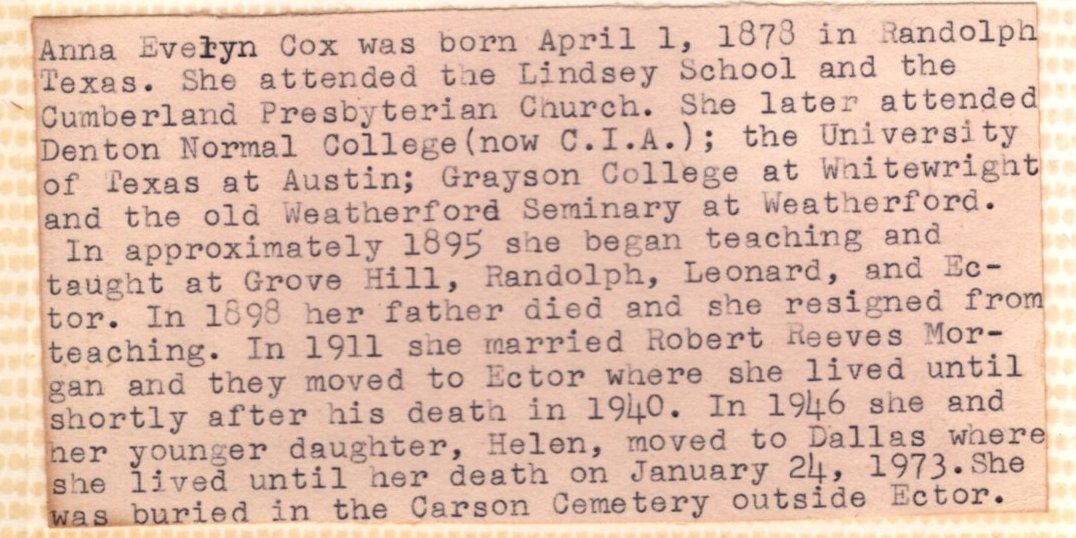 Anna Evelyn Cox was born April 1, 1878 in Randolph
Texas. She attended the Lindsey School and the
Cumberland Presbyterian Church. She later attended
Denton Normal College(now C.I.A.); the University
of Texas at Austin; Grayson College at Whitewright
and the old Weatherford Seminary at Weatherford.
In approximately 1895 she began teaching and
taught at Grove Hill, Randolph, Leonard, and Ec-
tor. In 1898 her father died and she resigned from
teaching. In 1911 she married Robert Reeves Mor-
gan and they moved to Ector where she lived until
shortly after his death in 1940. In 1946 she and
her younger daughter, Helen, moved to Dallas where
she lived until her death on January 24, 1973.She
was buried in the Carson Cemetery outside Ector.